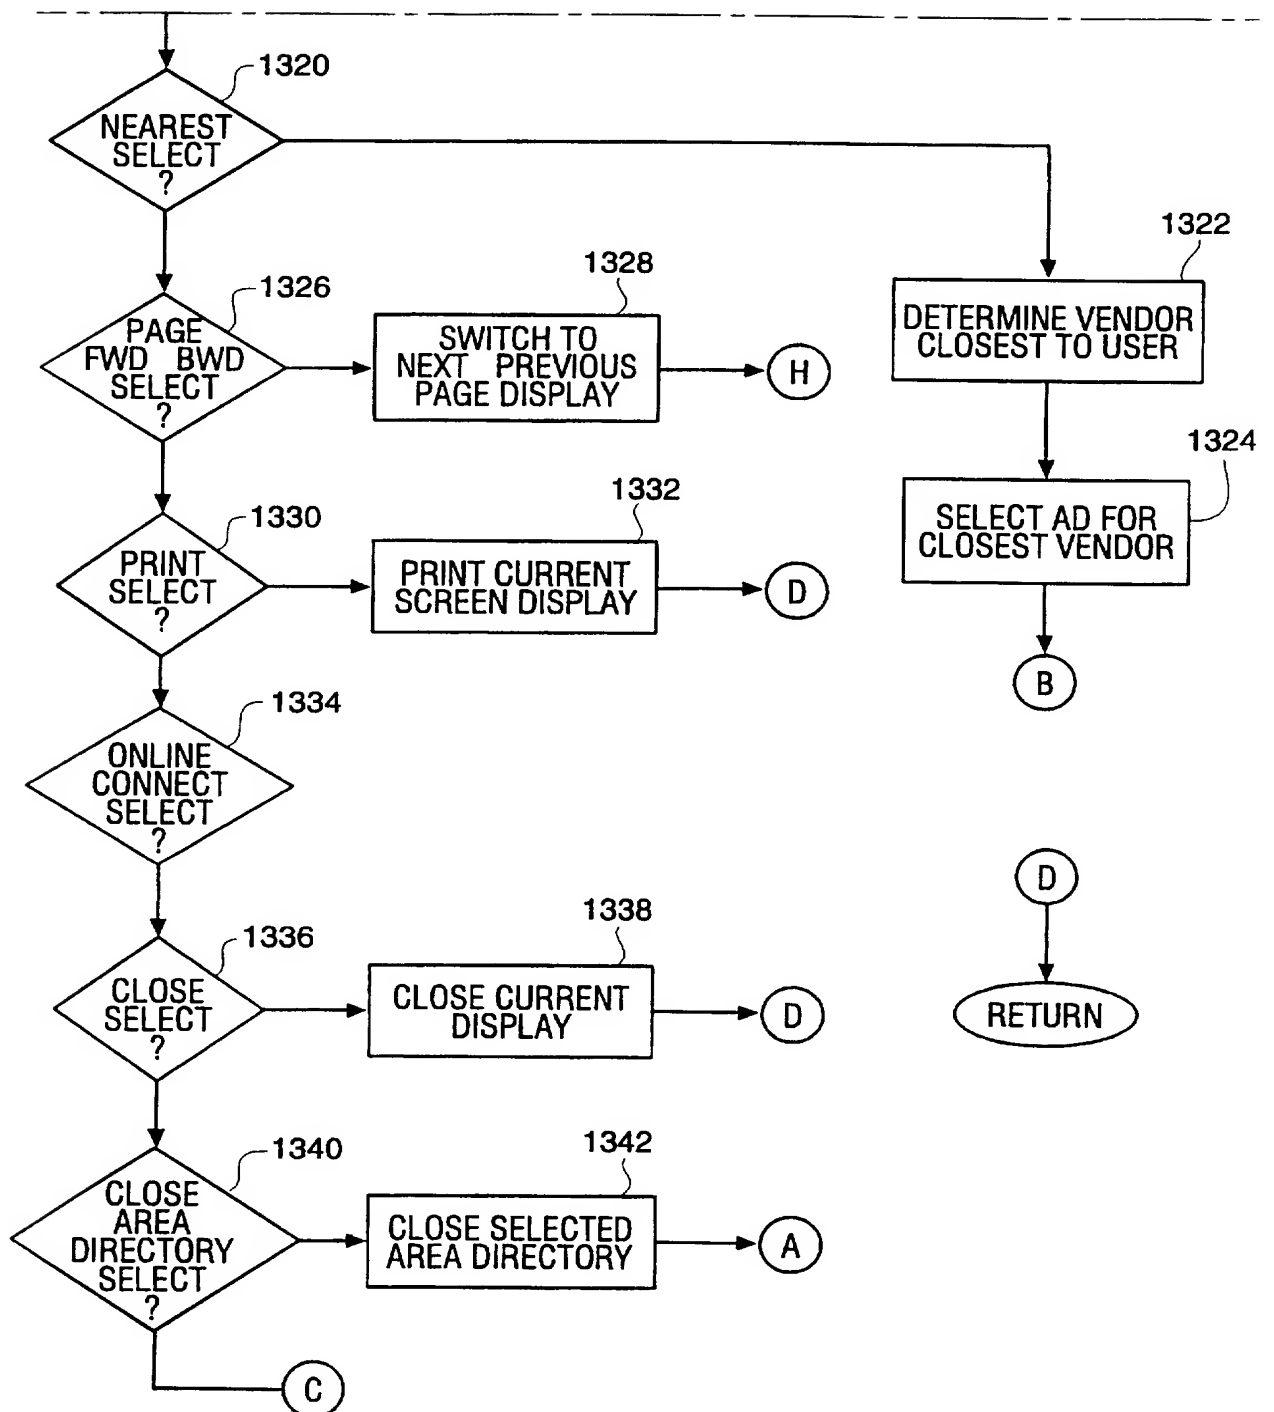 1320
NEAREST
SELECT
?
1322
DETERMINE VENDOR
CLOSEST TO USER
1326
PAGE
FWD BWD
SELECT
?
1328
SWITCH TO
NEXT PREVIOUS
PAGE DISPLAY
H
1324
SELECT AD FOR
CLOSEST VENDOR
B
1330
PRINT
SELECT
?
1332
PRINT CURRENT
SCREEN DISPLAY
D
1334
ONLINE
CONNECT
SELECT
?
D
RETURN
1336
CLOSE
SELECT
?
1338
CLOSE CURRENT
DISPLAY
D
1340
CLOSE
AREA
DIRECTORY
SELECT
?
1342
CLOSE SELECTED
AREA DIRECTORY
A
C